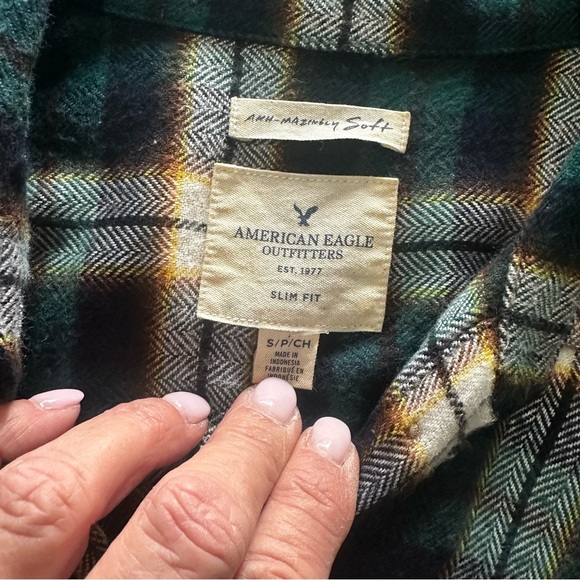 AHH-MAZINGLY Soft
AMERICAN EAGLE
OUTFITTERS
EST. 1977
SLIM FIT
S/P/CH
MADE IN
INDONESIA
FABRIQUÉ EN
INDONÉSIE